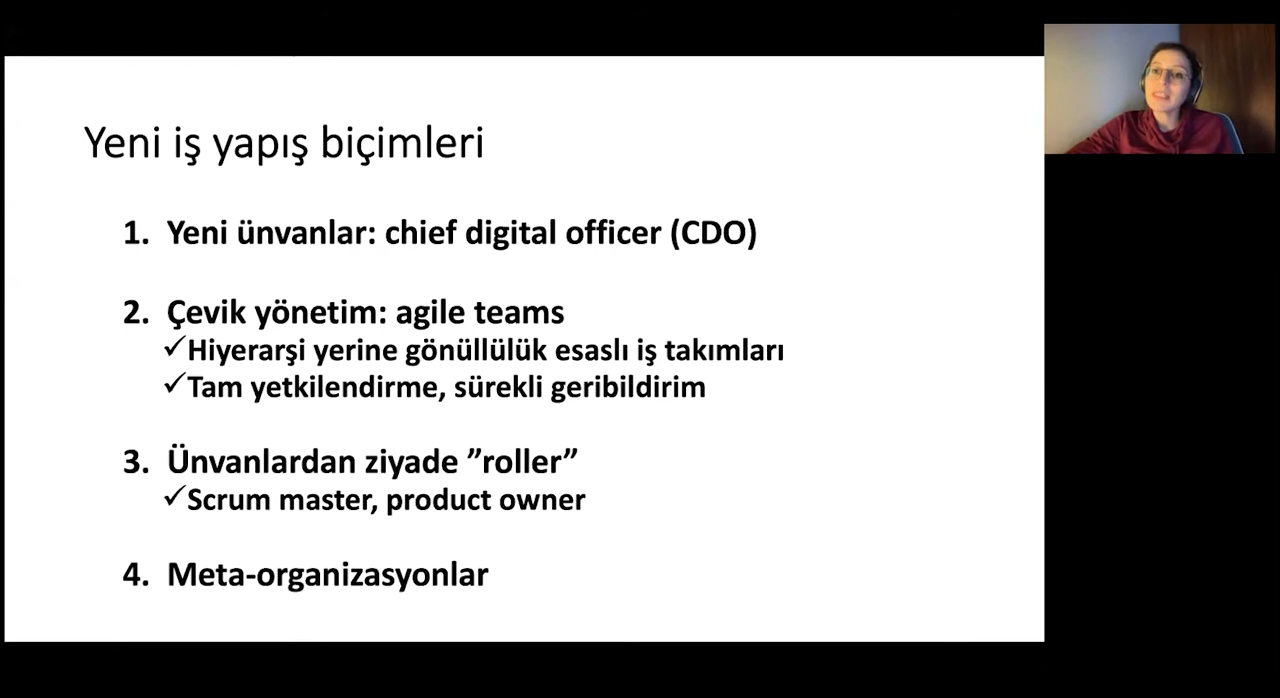 Yeni iş yapış biçimleri
1. Yeni ünvanlar: chief digital officer (CDO)
2. Çevik yönetim: agile teams
✓Hiyerarşi yerine gönüllülük esaslı iş takımları
✓Tam yetkilendirme, sürekli geribildirim
3. Ünvanlardan ziyade ”roller”
✓Scrum master, product owner
4. Meta-organizasyonlar